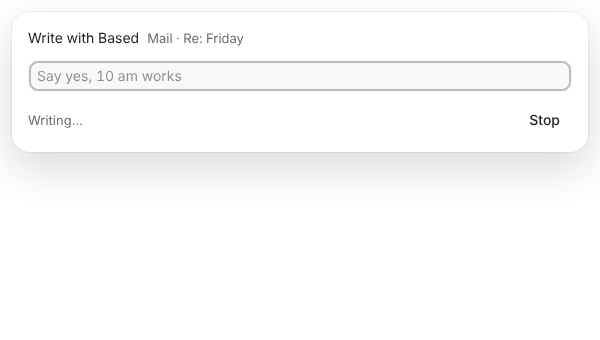 Write with Based Mail · Re: Friday
Say yes, 10 am works
Writing...
Stop